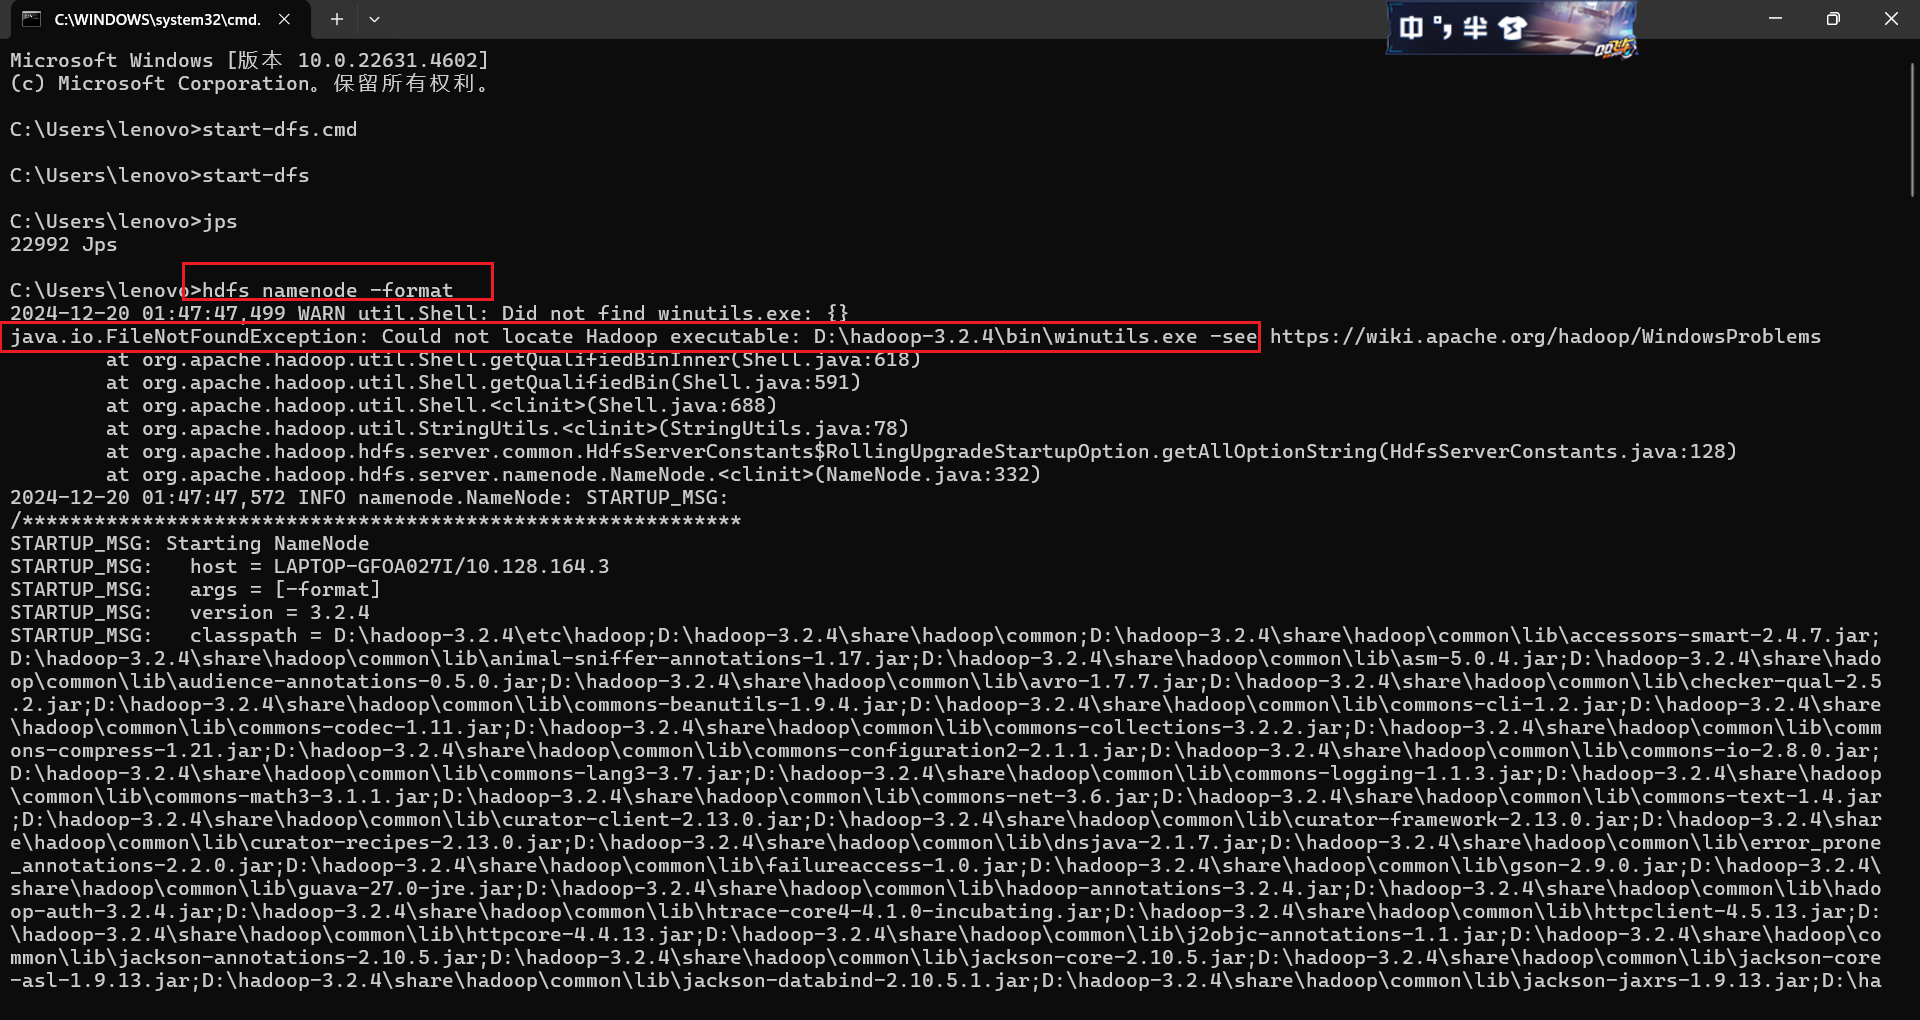 C:\WINDOWS\system32\cmd.
中 °, 半
QQ飞车
Microsoft Windows [版本 10.0.22631.4602]
(c) Microsoft Corporation。保留所有权利。
C:\Users\lenovo>start-dfs.cmd
C:\Users\lenovo>start-dfs
C:\Users\lenovo>jps
22992 Jps
C:\Users\lenovo>hdfs namenode -format
2024-12-20 01:47:47,499 WARN util.Shell: Did not find winutils.exe: {}
java.io.FileNotFoundException: Could not locate Hadoop executable: D:\hadoop-3.2.4\bin\winutils.exe -see https://wiki.apache.org/hadoop/WindowsProblems
at org.apache.hadoop.util.Shell.getQualifiedBinInner(Shell.java:618)
at org.apache.hadoop.util.Shell.getQualifiedBin(Shell.java:591)
at org.apache.hadoop.util.Shell.<clinit>(Shell.java:688)
at org.apache.hadoop.util.StringUtils.<clinit>(StringUtils.java:78)
at org.apache.hadoop.hdfs.server.common.HdfsServerConstants$RollingUpgradeStartupOption.getAllOptionString(HdfsServerConstants.java:128)
at org.apache.hadoop.hdfs.server.namenode.NameNode.<clinit>(NameNode.java:332)
2024-12-20 01:47:47,572 INFO namenode.NameNode: STARTUP_MSG:
/************************************************************
STARTUP_MSG: Starting NameNode
STARTUP_MSG:   host = LAPTOP-GFOA027I/10.128.164.3
STARTUP_MSG:   args = [-format]
STARTUP_MSG:   version = 3.2.4
STARTUP_MSG:   classpath = D:\hadoop-3.2.4\etc\hadoop;D:\hadoop-3.2.4\share\hadoop\common;D:\hadoop-3.2.4\share\hadoop\common\lib\accessors-smart-2.4.7.jar;
D:\hadoop-3.2.4\share\hadoop\common\lib\animal-sniffer-annotations-1.17.jar;D:\hadoop-3.2.4\share\hadoop\common\lib\asm-5.0.4.jar;D:\hadoop-3.2.4\share\hado
op\common\lib\audience-annotations-0.5.0.jar;D:\hadoop-3.2.4\share\hadoop\common\lib\avro-1.7.7.jar;D:\hadoop-3.2.4\share\hadoop\common\lib\checker-qual-2.5
.2.jar;D:\hadoop-3.2.4\share\hadoop\common\lib\commons-beanutils-1.9.4.jar;D:\hadoop-3.2.4\share\hadoop\common\lib\commons-cli-1.2.jar;D:\hadoop-3.2.4\share
\hadoop\common\lib\commons-codec-1.11.jar;D:\hadoop-3.2.4\share\hadoop\common\lib\commons-collections-3.2.2.jar;D:\hadoop-3.2.4\share\hadoop\common\lib\comm
ons-compress-1.21.jar;D:\hadoop-3.2.4\share\hadoop\common\lib\commons-configuration2-2.1.1.jar;D:\hadoop-3.2.4\share\hadoop\common\lib\commons-io-2.8.0.jar;
D:\hadoop-3.2.4\share\hadoop\common\lib\commons-lang3-3.7.jar;D:\hadoop-3.2.4\share\hadoop\common\lib\commons-logging-1.1.3.jar;D:\hadoop-3.2.4\share\hadoop
\common\lib\commons-math3-3.1.1.jar;D:\hadoop-3.2.4\share\hadoop\common\lib\commons-net-3.6.jar;D:\hadoop-3.2.4\share\hadoop\common\lib\commons-text-1.4.jar
;D:\hadoop-3.2.4\share\hadoop\common\lib\curator-client-2.13.0.jar;D:\hadoop-3.2.4\share\hadoop\common\lib\curator-framework-2.13.0.jar;D:\hadoop-3.2.4\shar
e\hadoop\common\lib\curator-recipes-2.13.0.jar;D:\hadoop-3.2.4\share\hadoop\common\lib\dnsjava-2.1.7.jar;D:\hadoop-3.2.4\share\hadoop\common\lib\error_prone
_annotations-2.2.0.jar;D:\hadoop-3.2.4\share\hadoop\common\lib\failureaccess-1.0.jar;D:\hadoop-3.2.4\share\hadoop\common\lib\gson-2.9.0.jar;D:\hadoop-3.2.4\
share\hadoop\common\lib\guava-27.0-jre.jar;D:\hadoop-3.2.4\share\hadoop\common\lib\hadoop-annotations-3.2.4.jar;D:\hadoop-3.2.4\share\hadoop\common\lib\hado
op-auth-3.2.4.jar;D:\hadoop-3.2.4\share\hadoop\common\lib\htrace-core4-4.1.0-incubating.jar;D:\hadoop-3.2.4\share\hadoop\common\lib\httpclient-4.5.13.jar;D:
\hadoop-3.2.4\share\hadoop\common\lib\httpcore-4.4.13.jar;D:\hadoop-3.2.4\share\hadoop\common\lib\j2objc-annotations-1.1.jar;D:\hadoop-3.2.4\share\hadoop\co
mmon\lib\jackson-annotations-2.10.5.jar;D:\hadoop-3.2.4\share\hadoop\common\lib\jackson-core-2.10.5.jar;D:\hadoop-3.2.4\share\hadoop\common\lib\jackson-core
-asl-1.9.13.jar;D:\hadoop-3.2.4\share\hadoop\common\lib\jackson-databind-2.10.5.1.jar;D:\hadoop-3.2.4\share\hadoop\common\lib\jackson-jaxrs-1.9.13.jar;D:\ha